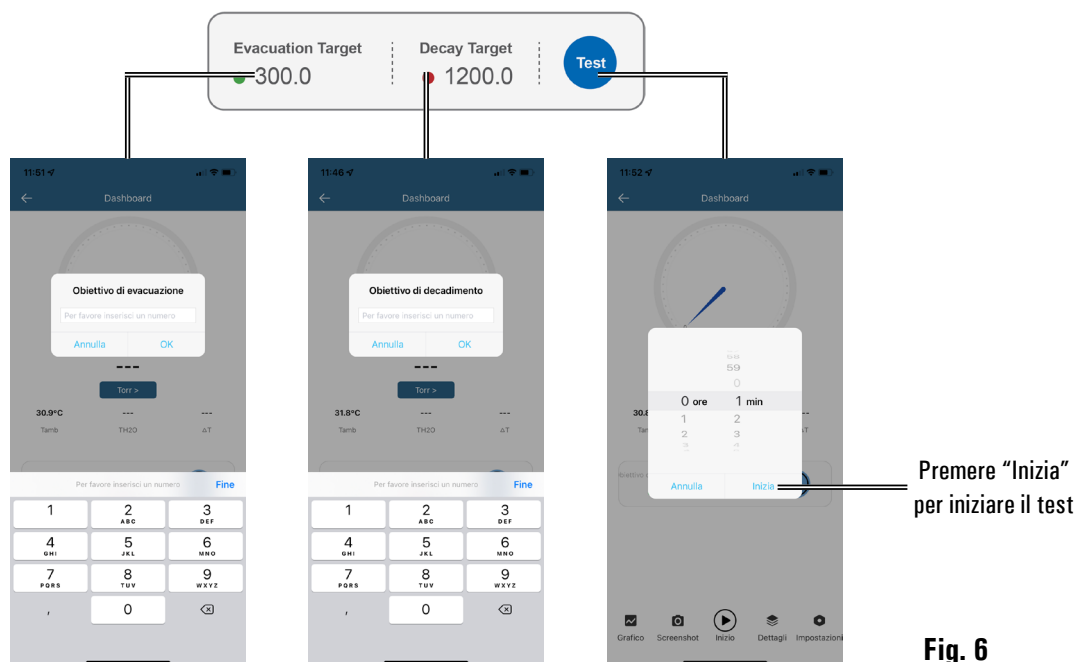 Evacuation Target
300.0
Decay Target
1200.0
Test
11:51
Dashboard
Obiettivo di evacuazione
Per favore inserisci un numero
Annulla OK
---
Torr >
30.9°C --- ---
Tamb TH2O △T
Per favore inserisci un numero Fine
1 2 3
ABC DEF
4 5 6
GHI JKL MNO
7 8 9
PQRS TUV WXYZ
, 0
11:46
Dashboard
Obiettivo di decadimento
Per favore inserisci un numero
Annulla OK
---
Torr >
31.8°C --- ---
Tamb TH2O △T
Per favore inserisci un numero Fine
1 2 3
ABC DEF
4 5 6
GHI JKL MNO
7 8 9
PQRS TUV WXYZ
, 0
11:52
Dashboard
59
0
0 ore 1 min
1 2
2 3
3 4
30.8
Annulla Inizia
Grafico Screenshot Inizio Dettagli Impostazioni
Premere “Inizia”
per iniziare il test
Fig. 6